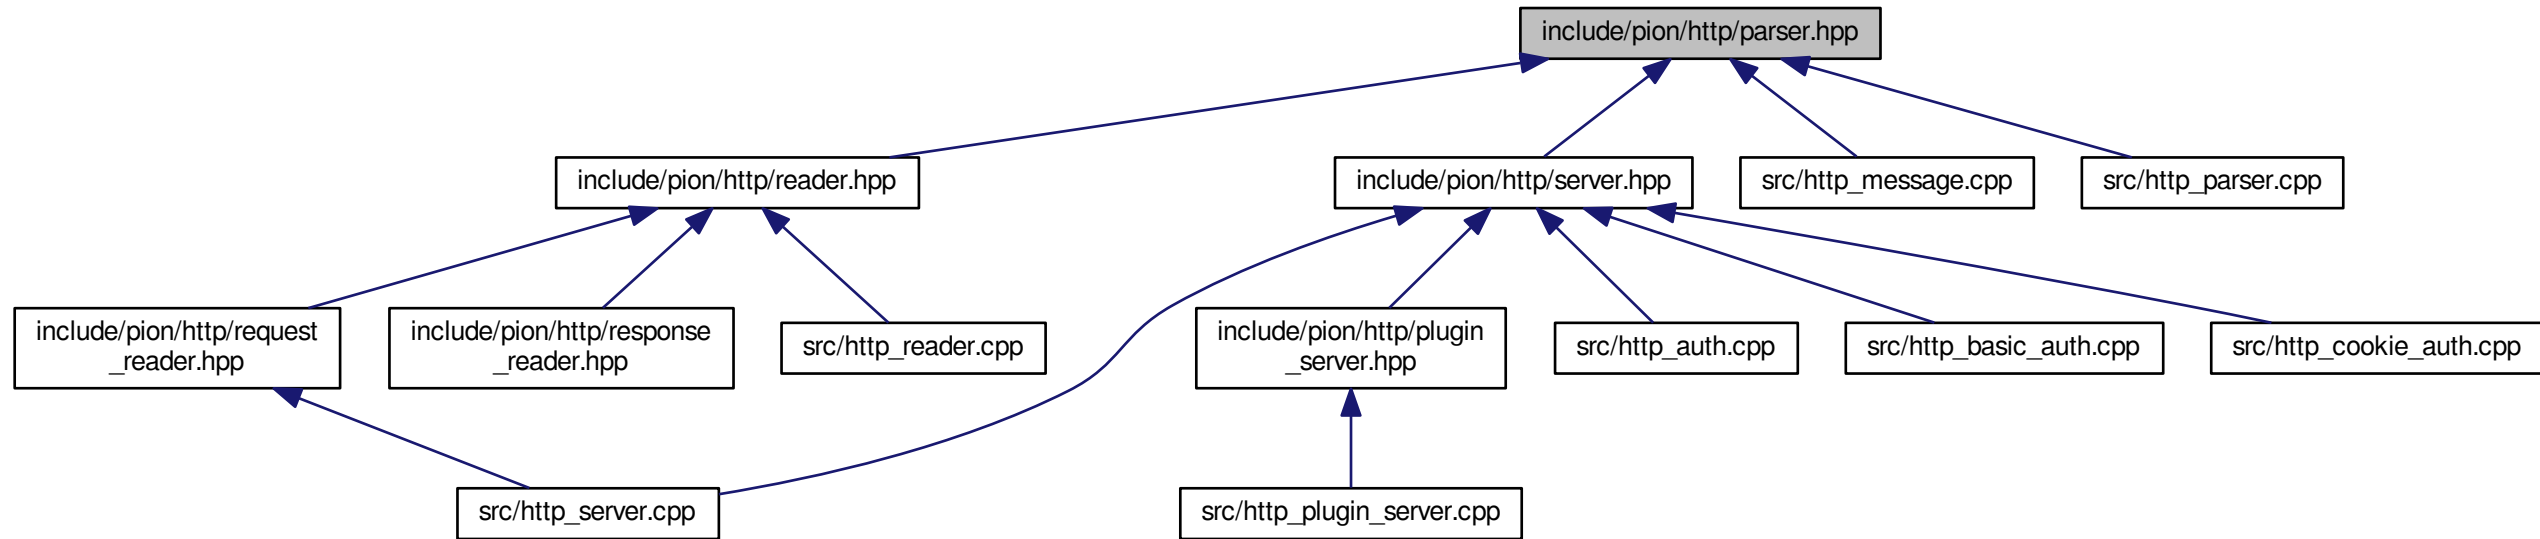 include/pion/http/parser.hpp
include/pion/http/reader.hpp
include/pion/http/server.hpp
src/http_message.cpp
src/http_parser.cpp
include/pion/http/request
_reader.hpp
include/pion/http/response
_reader.hpp
src/http_reader.cpp
include/pion/http/plugin
_server.hpp
src/http_auth.cpp
src/http_basic_auth.cpp
src/http_cookie_auth.cpp
src/http_server.cpp
src/http_plugin_server.cpp